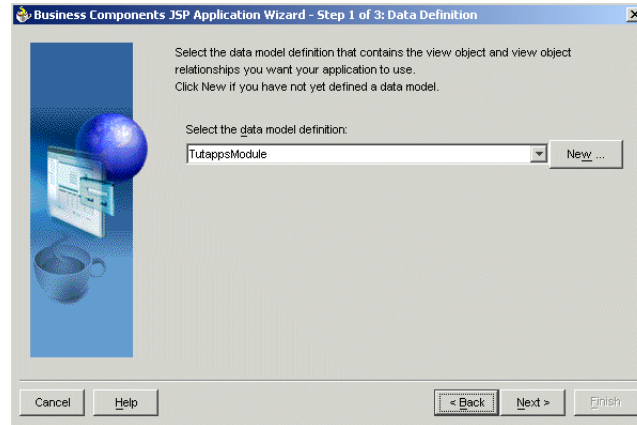 Business Components JSP Application Wizard - Step 1 of 3: Data Definition
Select the data model definition that contains the view object and view object
relationships you want your application to use.
Click New if you have not yet defined a data model.
Select the data model definition:
TutappsModule
New ...
Cancel
Help
< Back
Next >
Finish